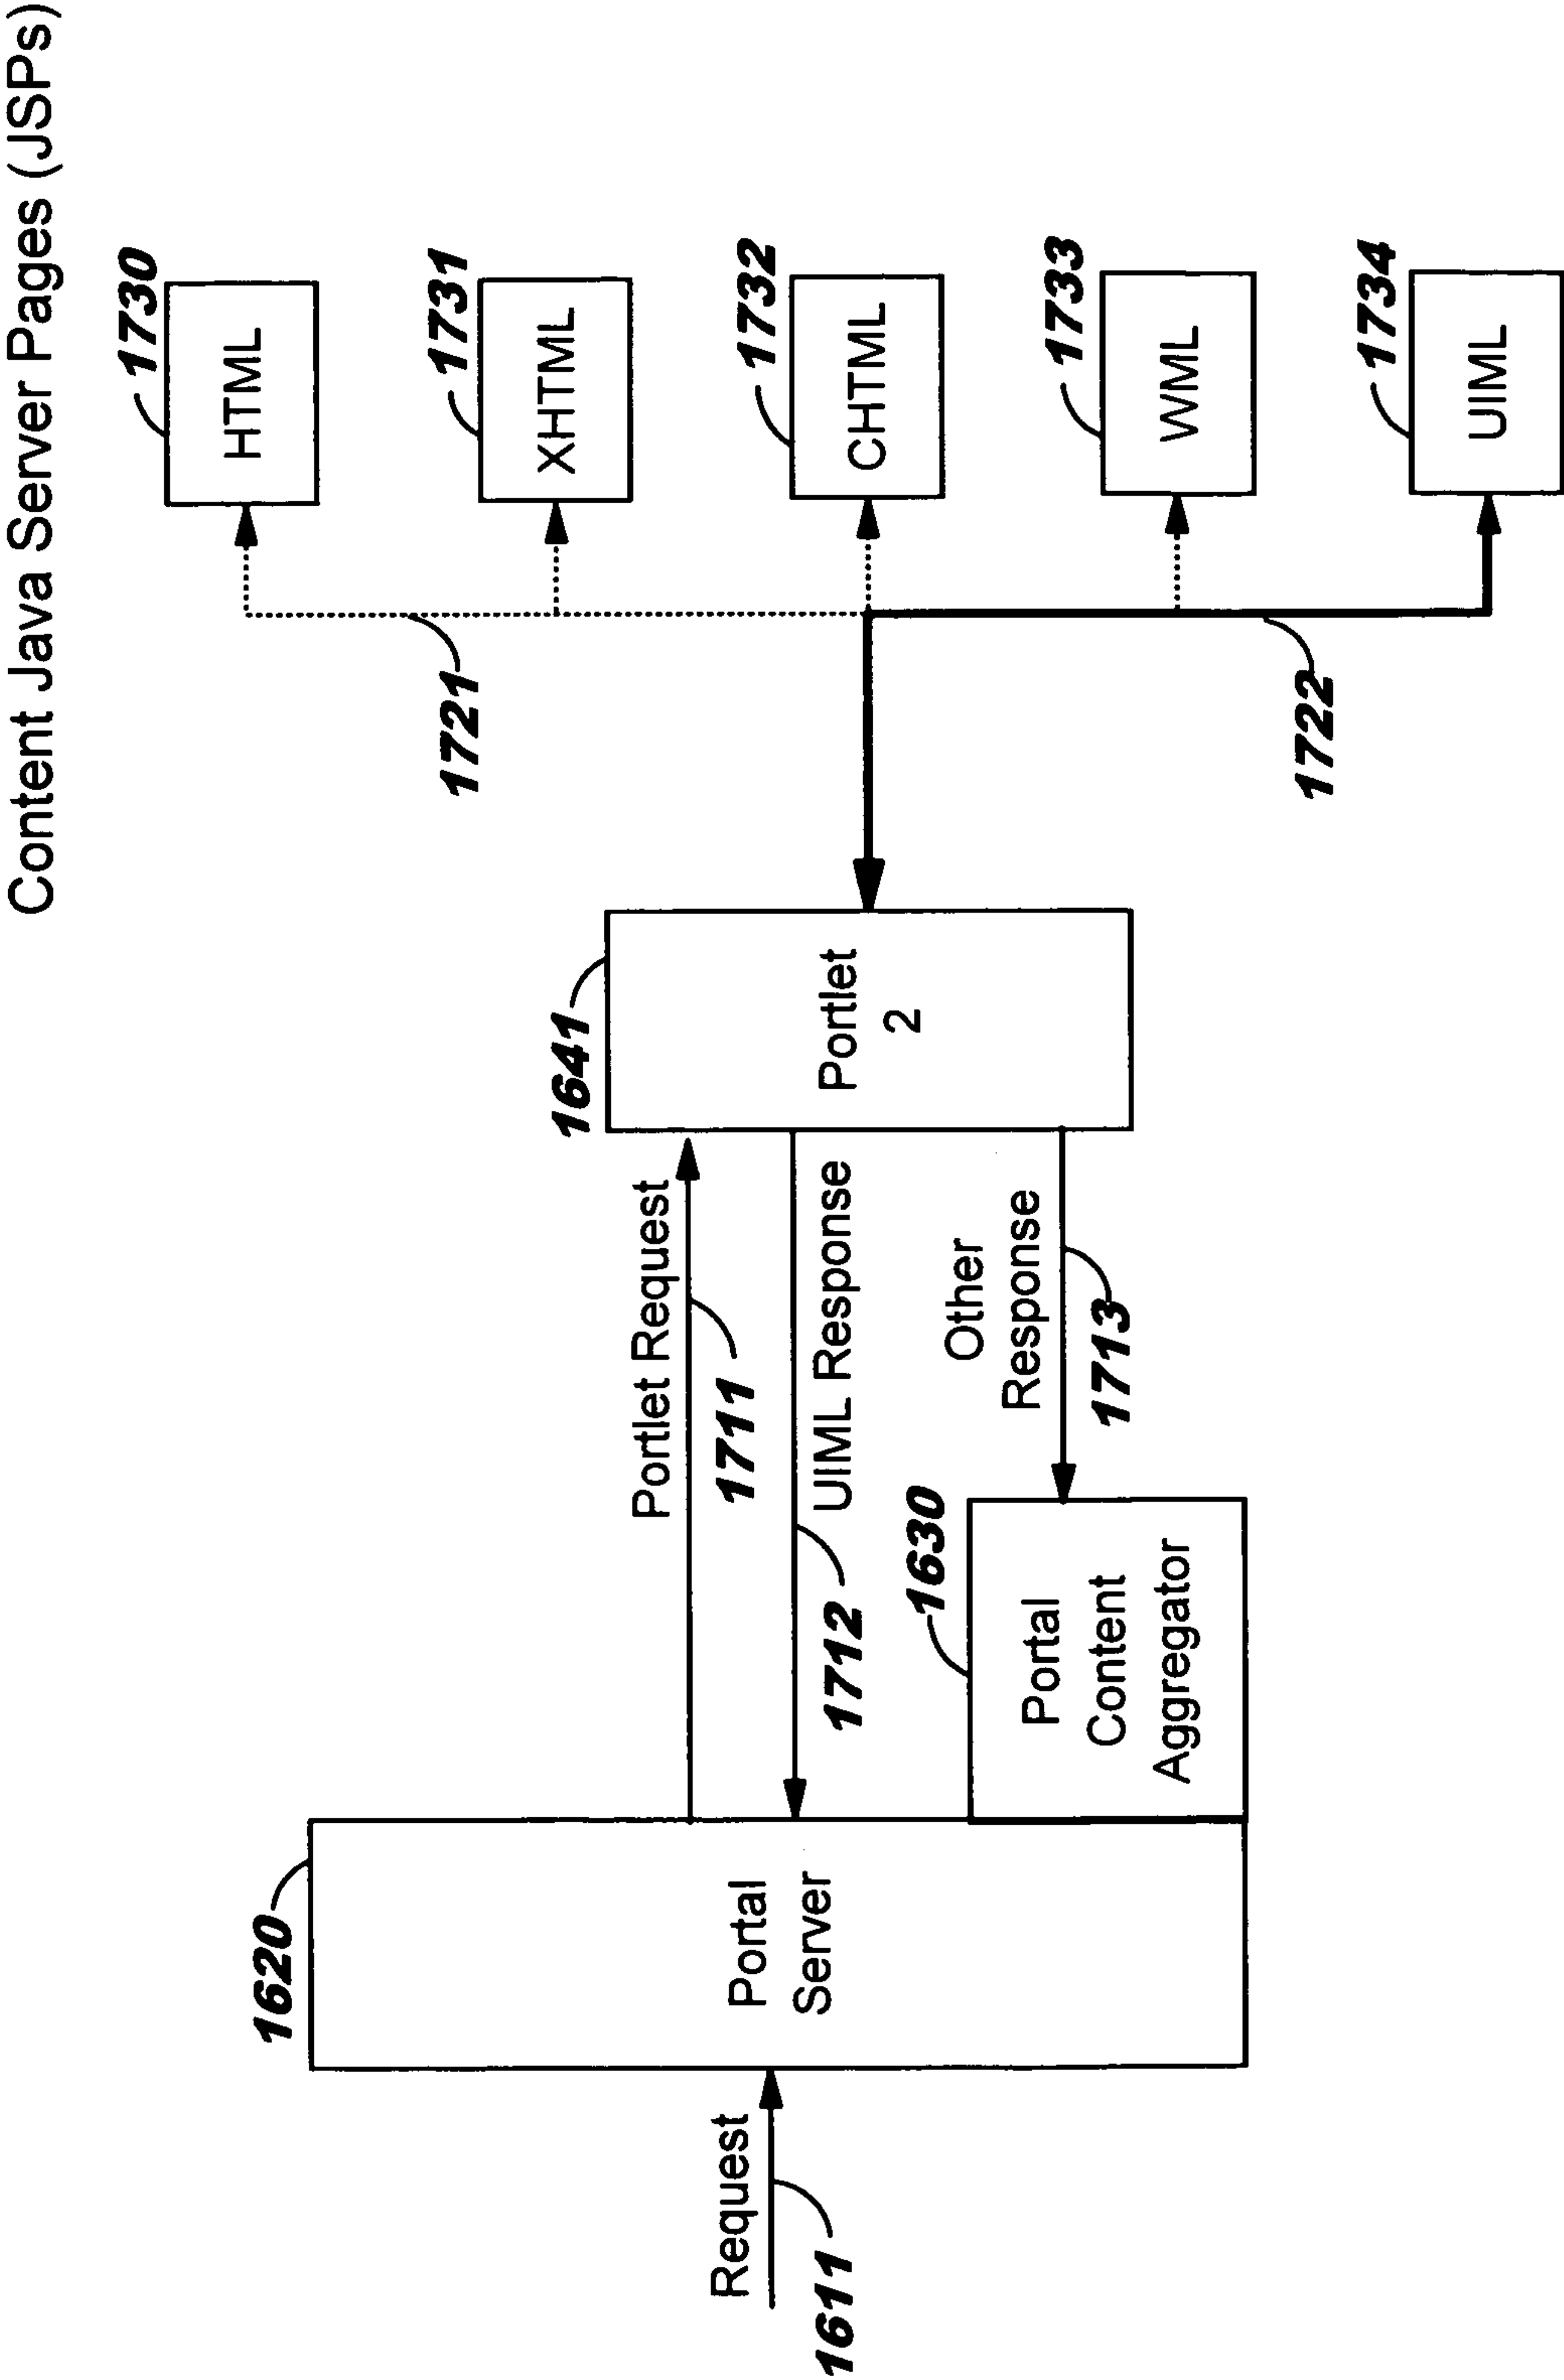 Content Java Server Pages (JSPs)
1730
HTML
1731
XHTML
1732
CHTML
1733
WML
1734
UIML
1721
1722
1641
Portlet
2
Portlet Request
1711
UIML Response
1712
Other
Response
1713
1630
Portal
Content
Aggregator
1620
Portal
Server
Request
1611